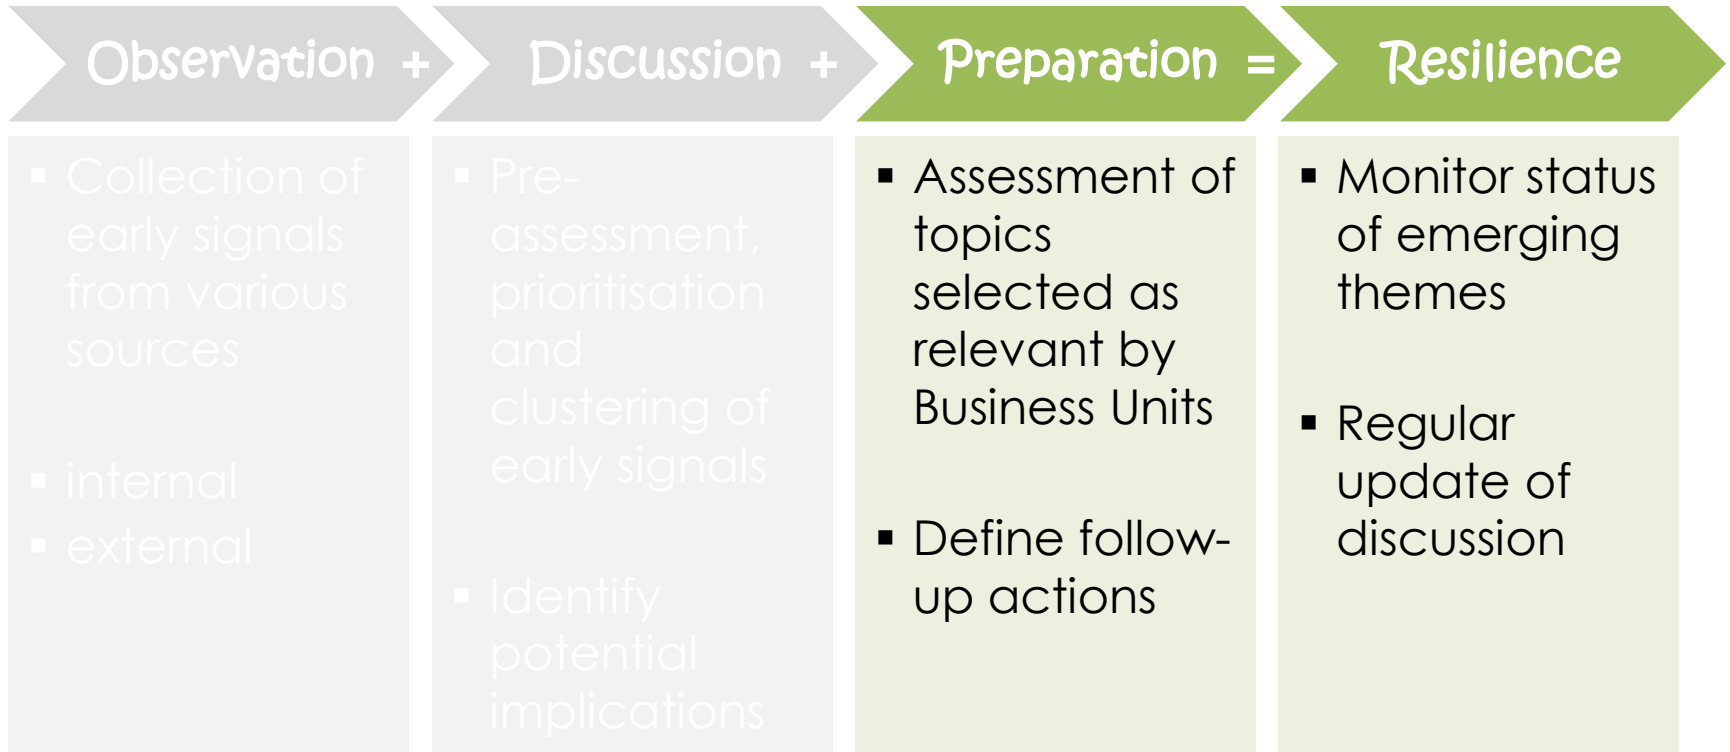 Observation +
Discussion +
Preparation =
Resilience
▪ Collection of
early signals
from various
sources
▪ internal
▪ external
▪ Pre-
assessment,
prioritisation
and
clustering of
early signals
▪ Identify
potential
implications
▪ Assessment of
topics
selected as
relevant by
Business Units
▪ Define follow-
up actions
▪ Monitor status
of emerging
themes
▪ Regular
update of
discussion